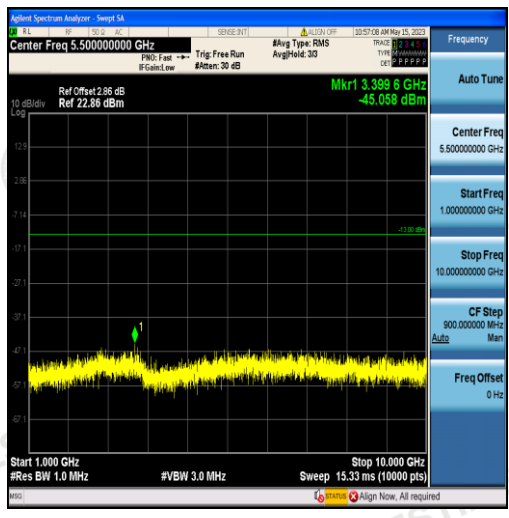 Agilent Spectrum Analyzer - Swept SA
RL RF 50 Ω AC SENSE:INT ALIGN OFF 10:57:08 AM May 15, 2023
Center Freq 5.500000000 GHz #Avg Type: RMS TRACE 1 2 3 4 5 6
PNO: Fast Trig: Free Run Avg|Hold: 3/3 TYPE
IFGain:Low #Atten: 30 dB DET P P P P P P
Mkr1 3.399 6 GHz
-45.058 dBm
Ref Offset 2.86 dB
10 dB/div Ref 22.86 dBm
Log
12.9
2.86
-7.14
-13.00 dBm
-17.1
-27.1
-37.1
1
-47.1
-57.1
-67.1
Start 1.000 GHz Stop 10.000 GHz
#Res BW 1.0 MHz #VBW 3.0 MHz Sweep 15.33 ms (10000 pts)
MSG STATUS Align Now, All required
Frequency
Auto Tune
Center Freq
5.500000000 GHz
Start Freq
1.000000000 GHz
Stop Freq
10.000000000 GHz
CF Step
900.000000 MHz
Auto Man
Freq Offset
0 Hz